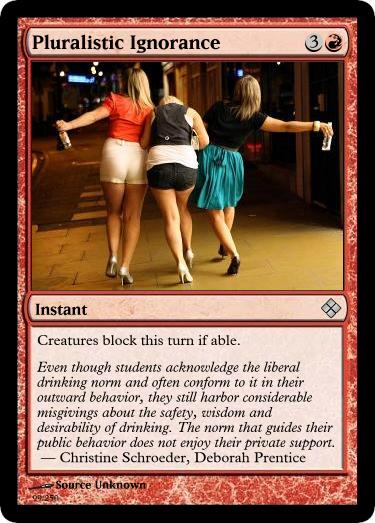 Pluralistic Ignorance 3
Instant
Creatures block this turn if able.
Even though students acknowledge the liberal
drinking norm and often conform to it in their
outward behavior, they still harbor considerable
misgivings about the safety, wisdom and
desirability of drinking. The norm that guides their
public behavior does not enjoy their private support.
— Christine Schroeder, Deborah Prentice
Source Unknown